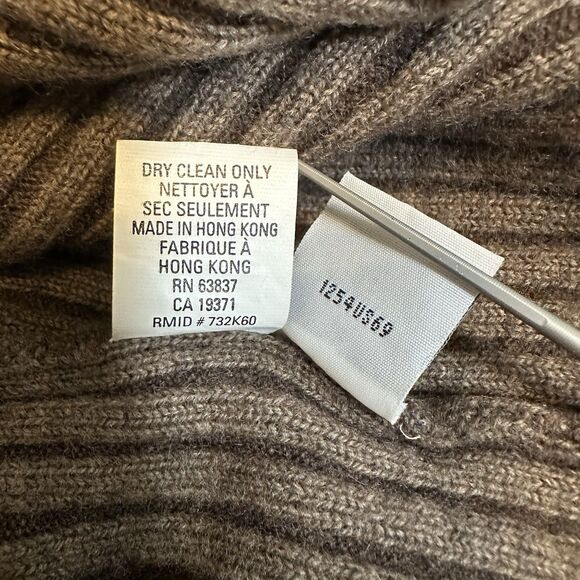 DRY CLEAN ONLY
NETTOYER À
SEC SEULEMENT
MADE IN HONG KONG
FABRIQUE À
HONG KONG
RN 63837
CA 19371
RMID # 732K60
1254US69